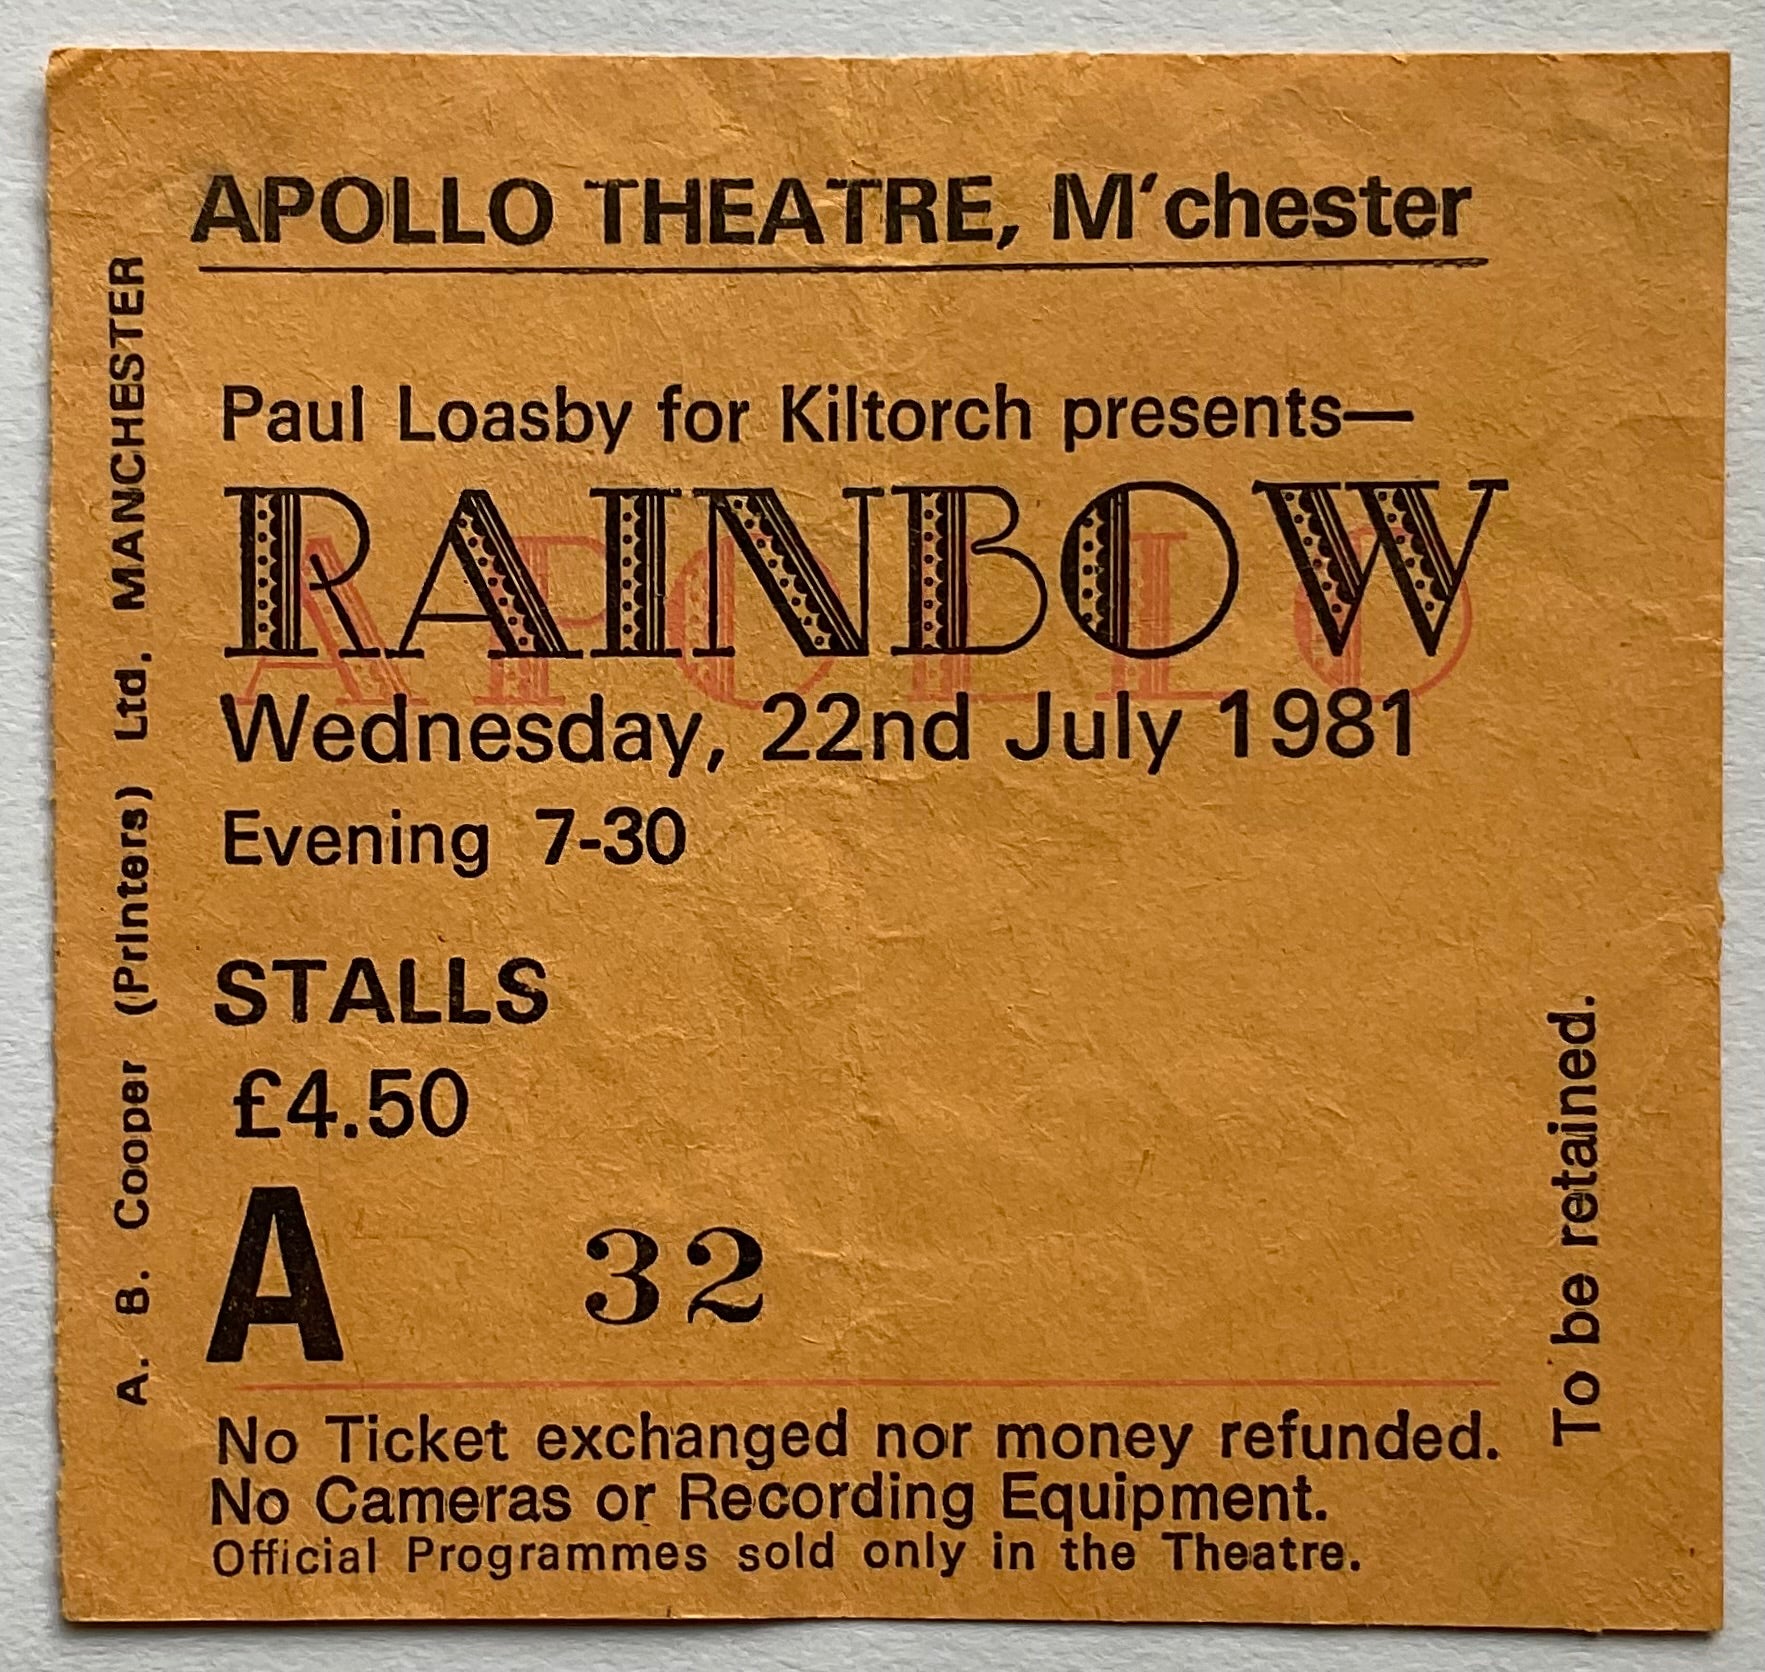 APOLLO THEATRE, M'chester
Paul Loasby for Kiltorch presents—
RAINBOW
APOLLO
Wednesday, 22nd July 1981
Evening 7-30
STALLS
£4.50
A 32
No Ticket exchanged nor money refunded.
No Cameras or Recording Equipment.
Official Programmes sold only in the Theatre.
A. B. Cooper (Printers) Ltd. MANCHESTER
To be retained.